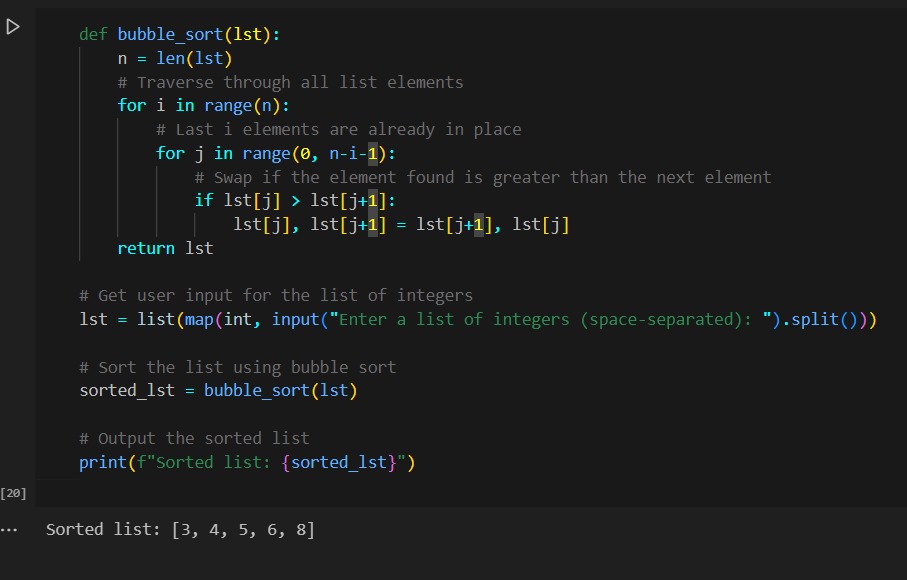 def bubble_sort(lst):
    n = len(lst)
    # Traverse through all list elements
    for i in range(n):
        # Last i elements are already in place
        for j in range(0, n-i-1):
            # Swap if the element found is greater than the next element
            if lst[j] > lst[j+1]:
                lst[j], lst[j+1] = lst[j+1], lst[j]
    return lst

# Get user input for the list of integers
lst = list(map(int, input("Enter a list of integers (space-separated): ").split()))

# Sort the list using bubble sort
sorted_lst = bubble_sort(lst)

# Output the sorted list
print(f"Sorted list: {sorted_lst}")
[20]
... Sorted list: [3, 4, 5, 6, 8]